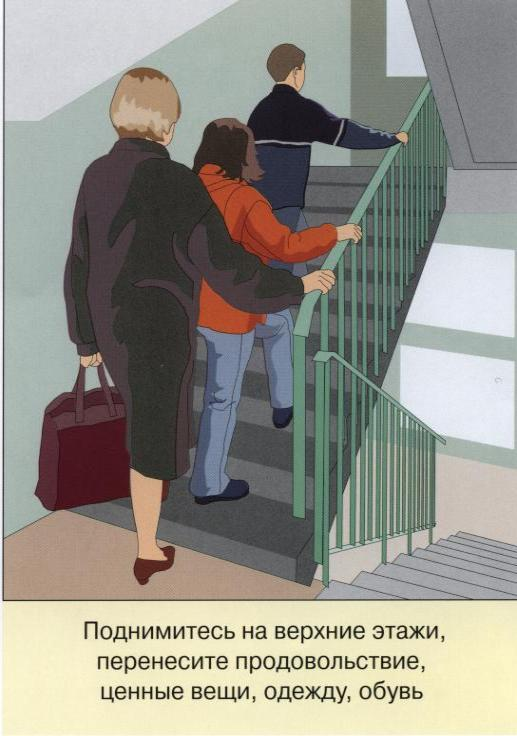 Поднимитесь на верхние этажи,
перенесите продовольствие,
ценные вещи, одежду, обувь